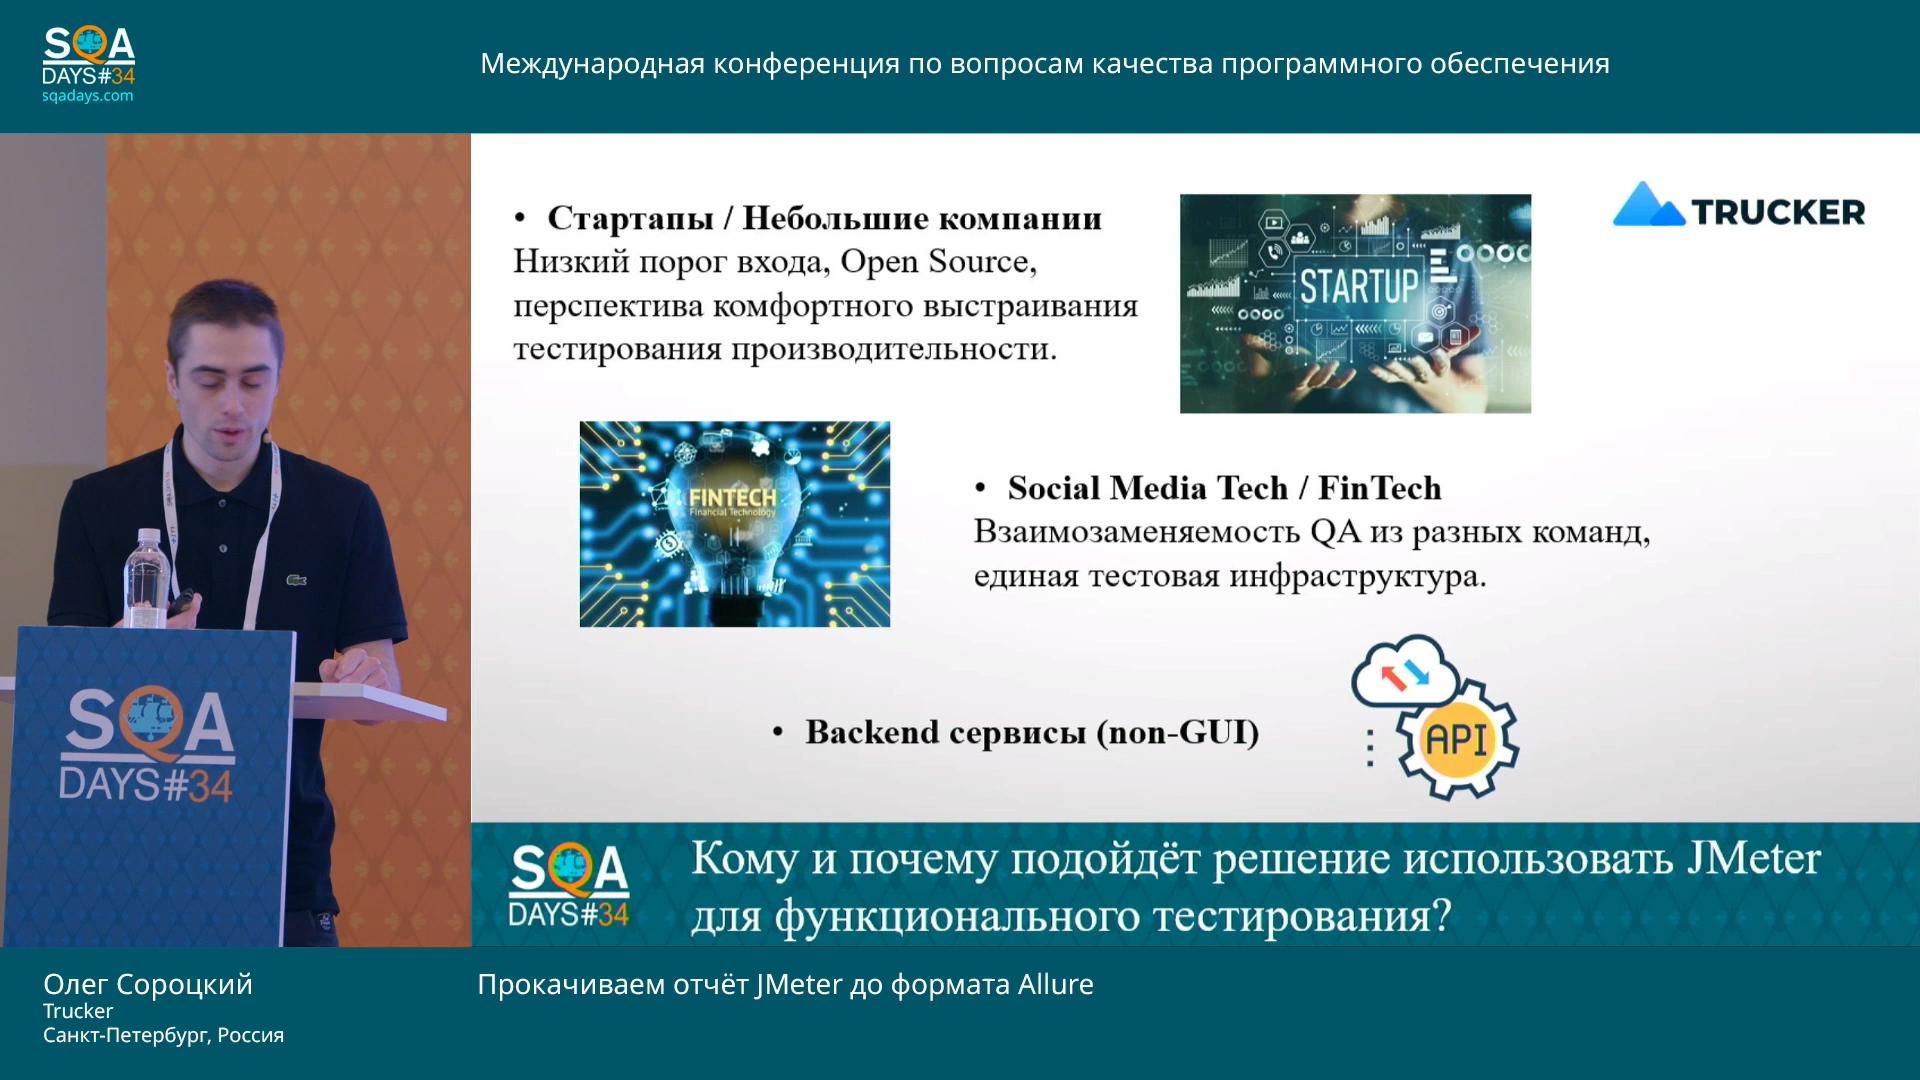 SQA
DAYS#34
sqadays.com
Международная конференция по вопросам качества программного обеспечения
• Стартапы / Небольшие компании
Низкий порог входа, Open Source,
перспектива комфортного выстраивания
тестирования производительности.
STARTUP
TRUCKER
FINTECH
Financial Technology
• Social Media Tech / FinTech
Взаимозаменяемость QA из разных команд,
единая тестовая инфраструктура.
• Backend сервисы (non-GUI)
API
SQA
DAYS#34
SQA
DAYS#34
Кому и почему подойдёт решение использовать JMeter
для функционального тестирования?
Олег Сороцкий
Trucker
Санкт-Петербург, Россия
Прокачиваем отчёт JMeter до формата Allure